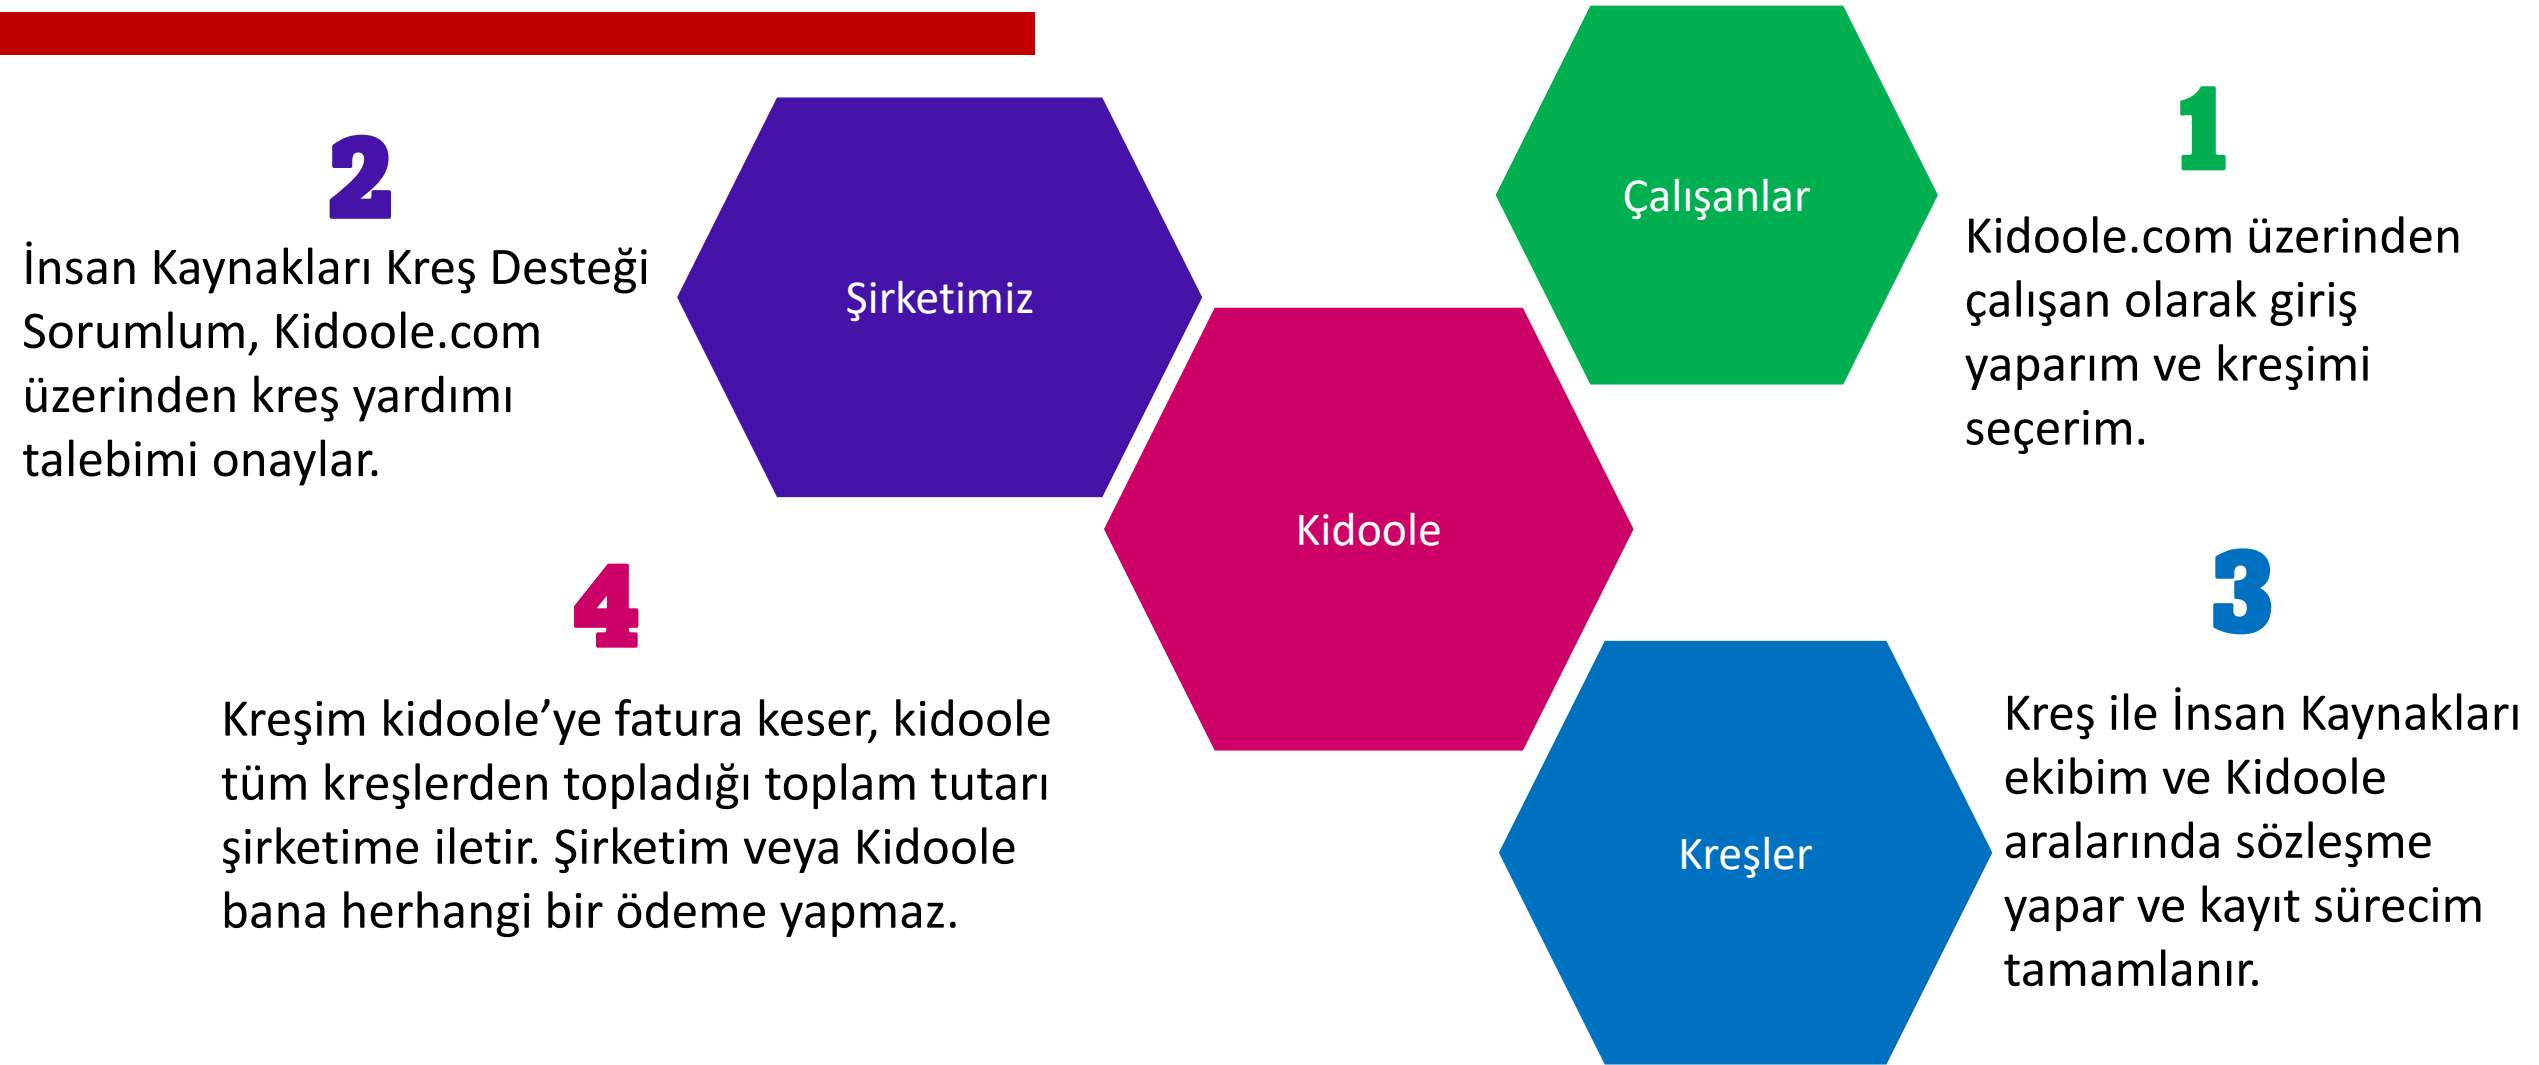 1
Çalışanlar
Kidoole.com üzerinden
çalışan olarak giriş
yaparım ve kreşimi
seçerim.
2
Şirketimiz
İnsan Kaynakları Kreş Desteği
Sorumlum, Kidoole.com
üzerinden kreş yardımı
talebimi onaylar.
Kidoole
3
Kreşler
Kreş ile İnsan Kaynakları
ekibim ve Kidoole
aralarında sözleşme
yapar ve kayıt sürecim
tamamlanır.
4
Kreşim kidoole’ye fatura keser, kidoole
tüm kreşlerden topladığı toplam tutarı
şirketime iletir. Şirketim veya Kidoole
bana herhangi bir ödeme yapmaz.